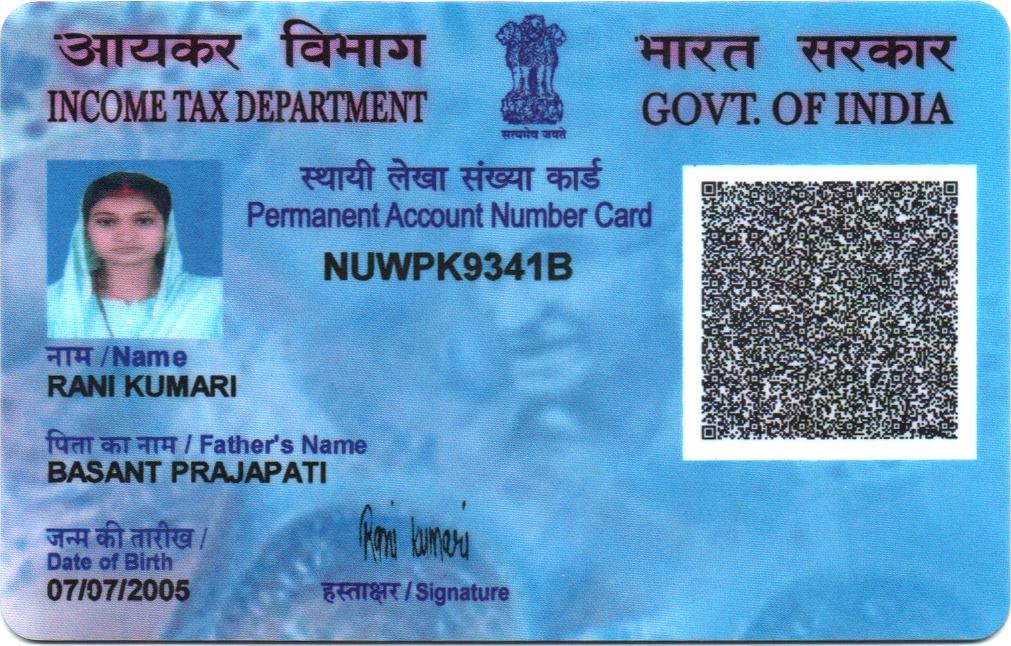 आयकर विभाग
INCOME TAX DEPARTMENT
सत्यमेव जयते
भारत सरकार
GOVT. OF INDIA
स्थायी लेखा संख्या कार्ड
Permanent Account Number Card
NUWPK9341B
नाम /Name
RANI KUMARI
पिता का नाम / Father's Name
BASANT PRAJAPATI
जन्म की तारीख /
Date of Birth
07/07/2005
Rani kumari
हस्ताक्षर / Signature